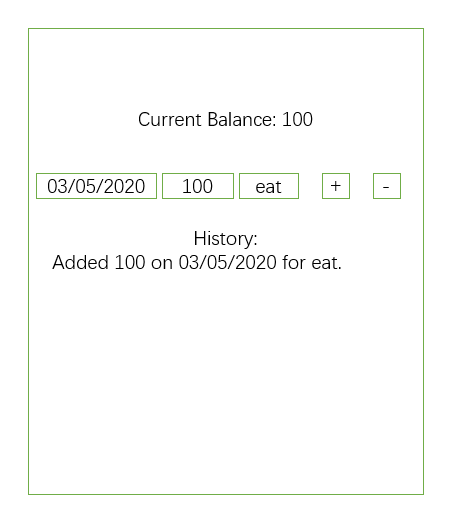 Current Balance: 100
03/05/2020 100 eat + -
History:
Added 100 on 03/05/2020 for eat.